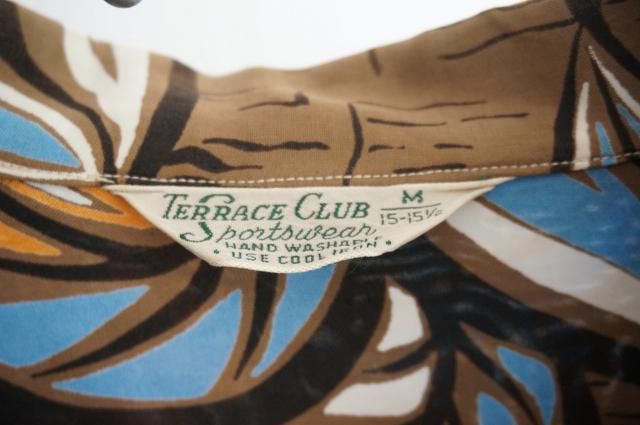 TERRACE CLUB
Sportswear
HAND WASHABLE
• USE COOL IRON •
M
15-15½